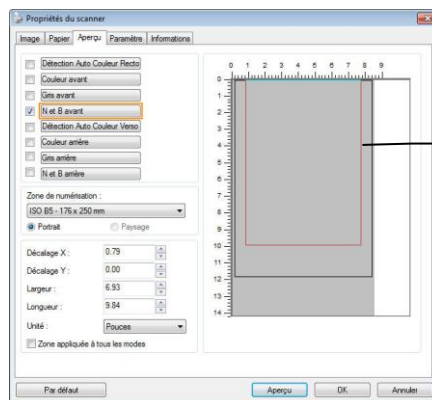 Propriétés du scanner
Image Papier Aperçu Paramètre Informations
Détection Auto Couleur Recto
Couleur avant
Gris avant
N et B avant
Détection Auto Couleur Verso
Couleur arrière
Gris arrière
N et B arrière
Zone de numérisation :
ISO B5 - 176 x 250 mm
Portrait Paysage
Décalage X : 0.79
Décalage Y : 0.00
Largeur : 6.93
Longueur : 9.84
Unité : Pouces
Zone appliquée à tous les modes
0 1 2 3 4 5 6 7 8 9
0
1
2
3
4
5
6
7
8
9
10
11
12
13
14
Par défaut Aperçu OK Annuler